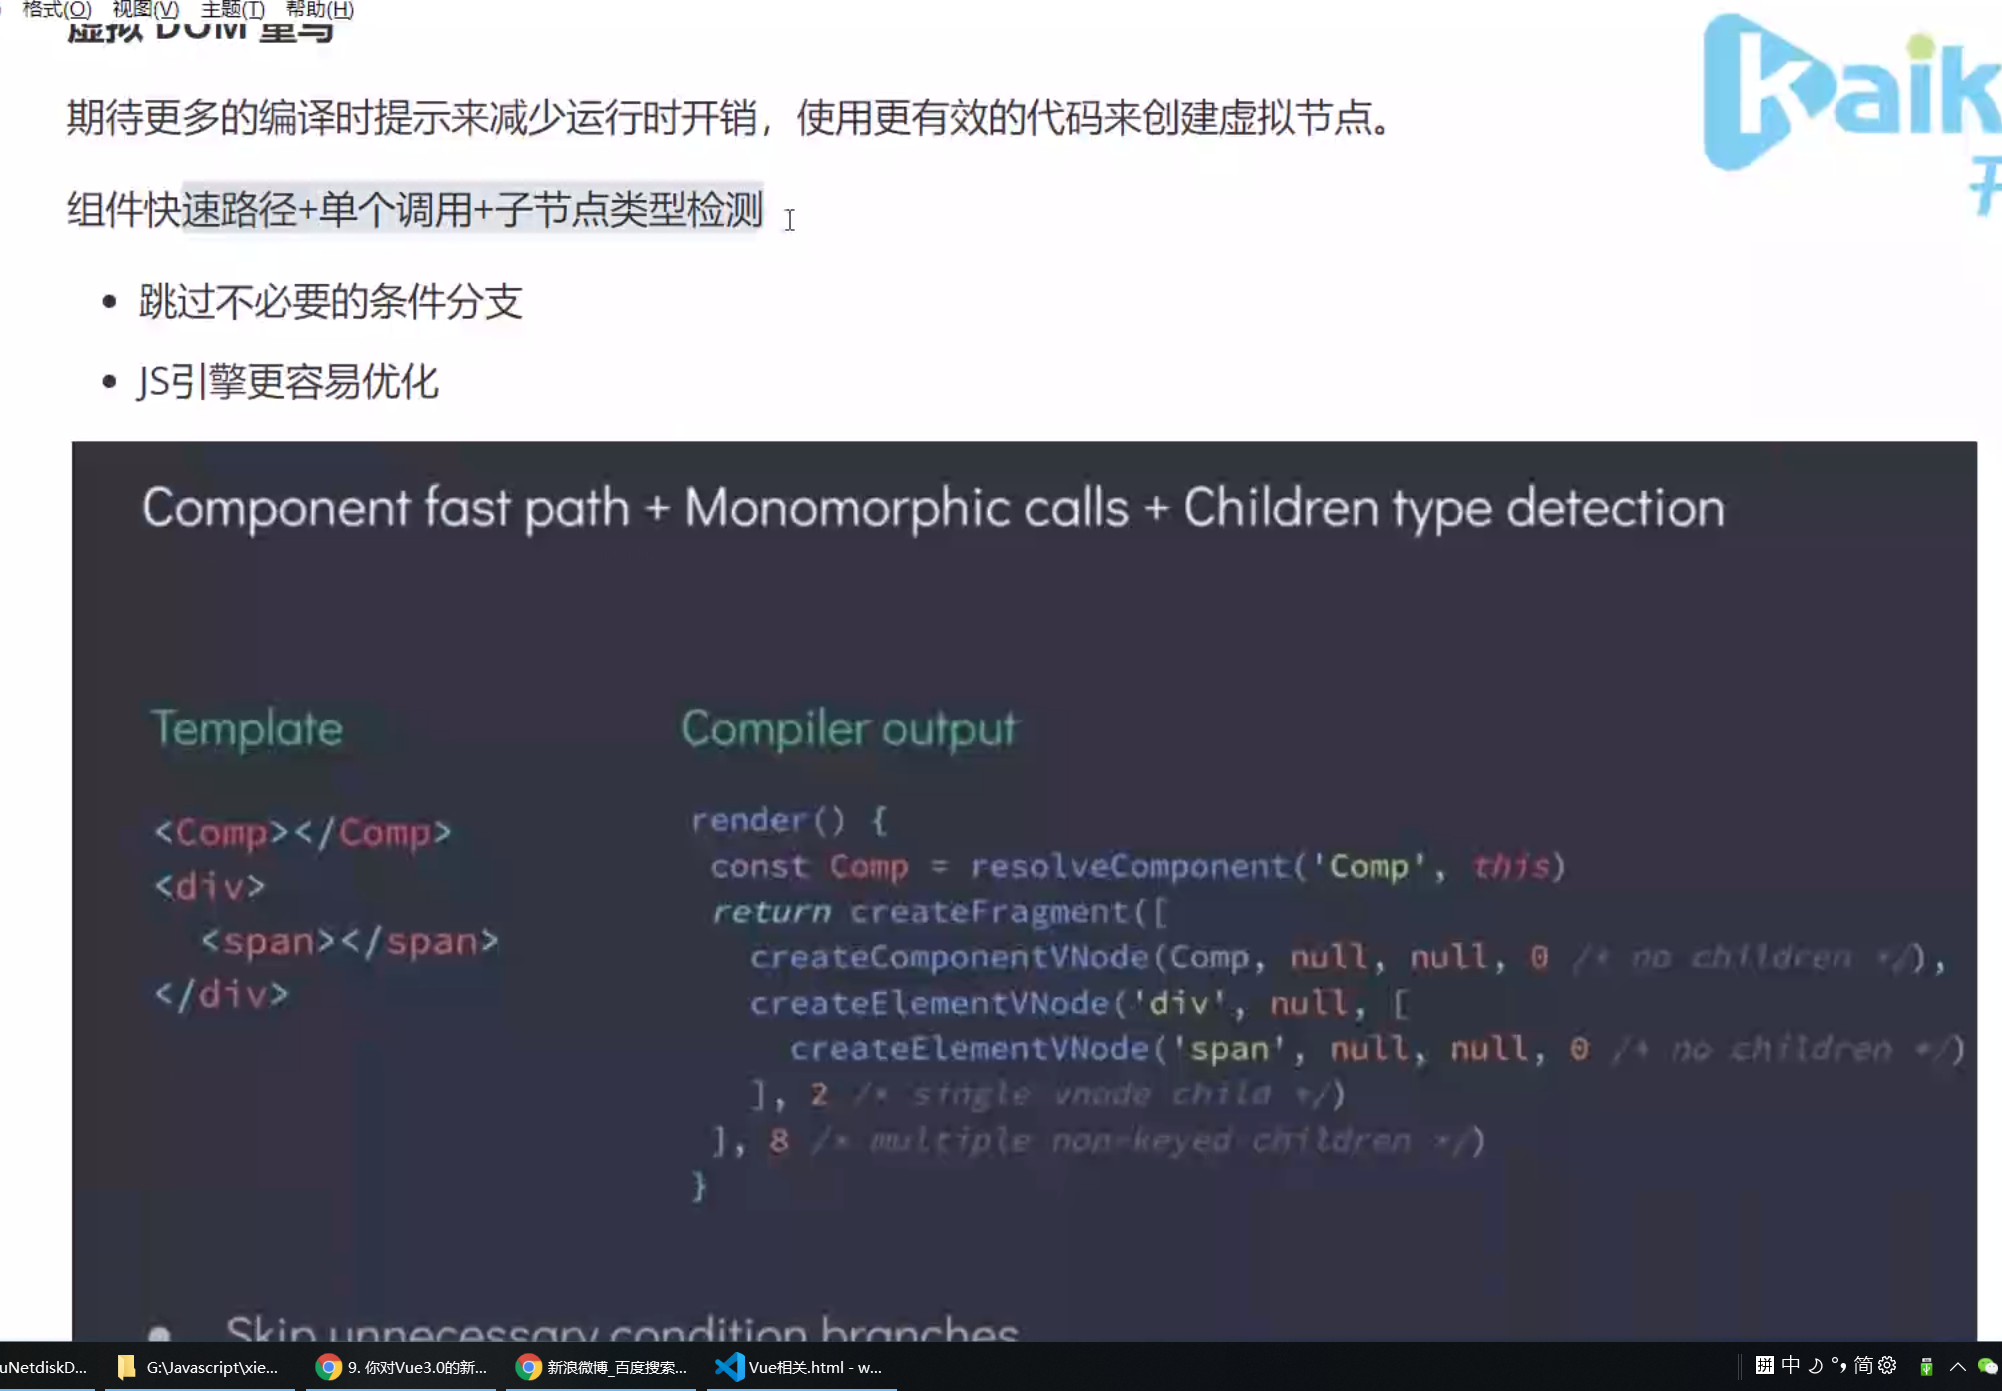 格式(O) 视图(V) 主题(T) 帮助(H)
虚拟 DOM 重写
期待更多的编译时提示来减少运行时开销，使用更有效的代码来创建虚拟节点。
组件快速路径+单个调用+子节点类型检测
跳过不必要的条件分支
JS引擎更容易优化
kaik
Component fast path + Monomorphic calls + Children type detection
Template
<Comp></Comp>
<div>
<span></span>
</div>
Compiler output
render() {
const Comp = resolveComponent('Comp', this)
return createFragment([
createComponentVNode(Comp, null, null, 0 /* no children */),
createElementVNode('div', null, [
createElementVNode('span', null, null, 0 /* no children */)
], 2 /* single vnode child */)
], 8 /* multiple non-keyed children */)
}
Skip unnecessary condition branches
uNetdiskD... G:\Javascript\xie... 9. 你对Vue3.0的新... 新浪微博_百度搜索... Vue相关.html - w... 拼 中 简